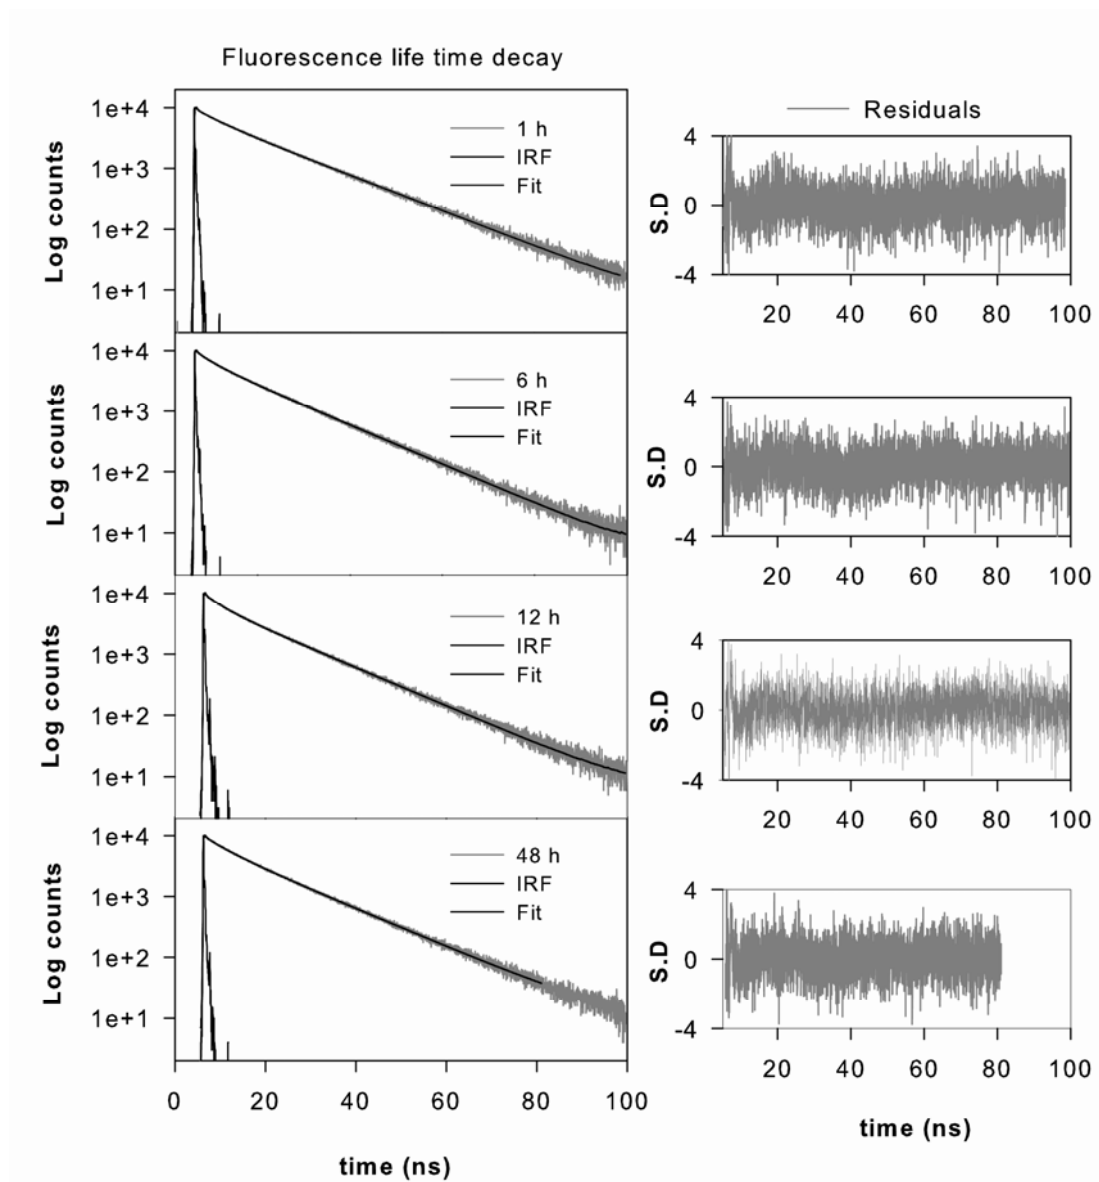 Fluorescence life time decay
Log counts
1e+4
1e+3
1e+2
1e+1
1 h
IRF
Fit
Log counts
1e+4
1e+3
1e+2
1e+1
6 h
IRF
Fit
Log counts
1e+4
1e+3
1e+2
1e+1
12 h
IRF
Fit
Log counts
1e+4
1e+3
1e+2
1e+1
48 h
IRF
Fit
0 20 40 60 80 100
time (ns)
Residuals
S.D
4
0
-4
20 40 60 80 100
S.D
4
0
-4
20 40 60 80 100
S.D
4
0
-4
20 40 60 80 100
S.D
4
0
-4
20 40 60 80 100
time (ns)